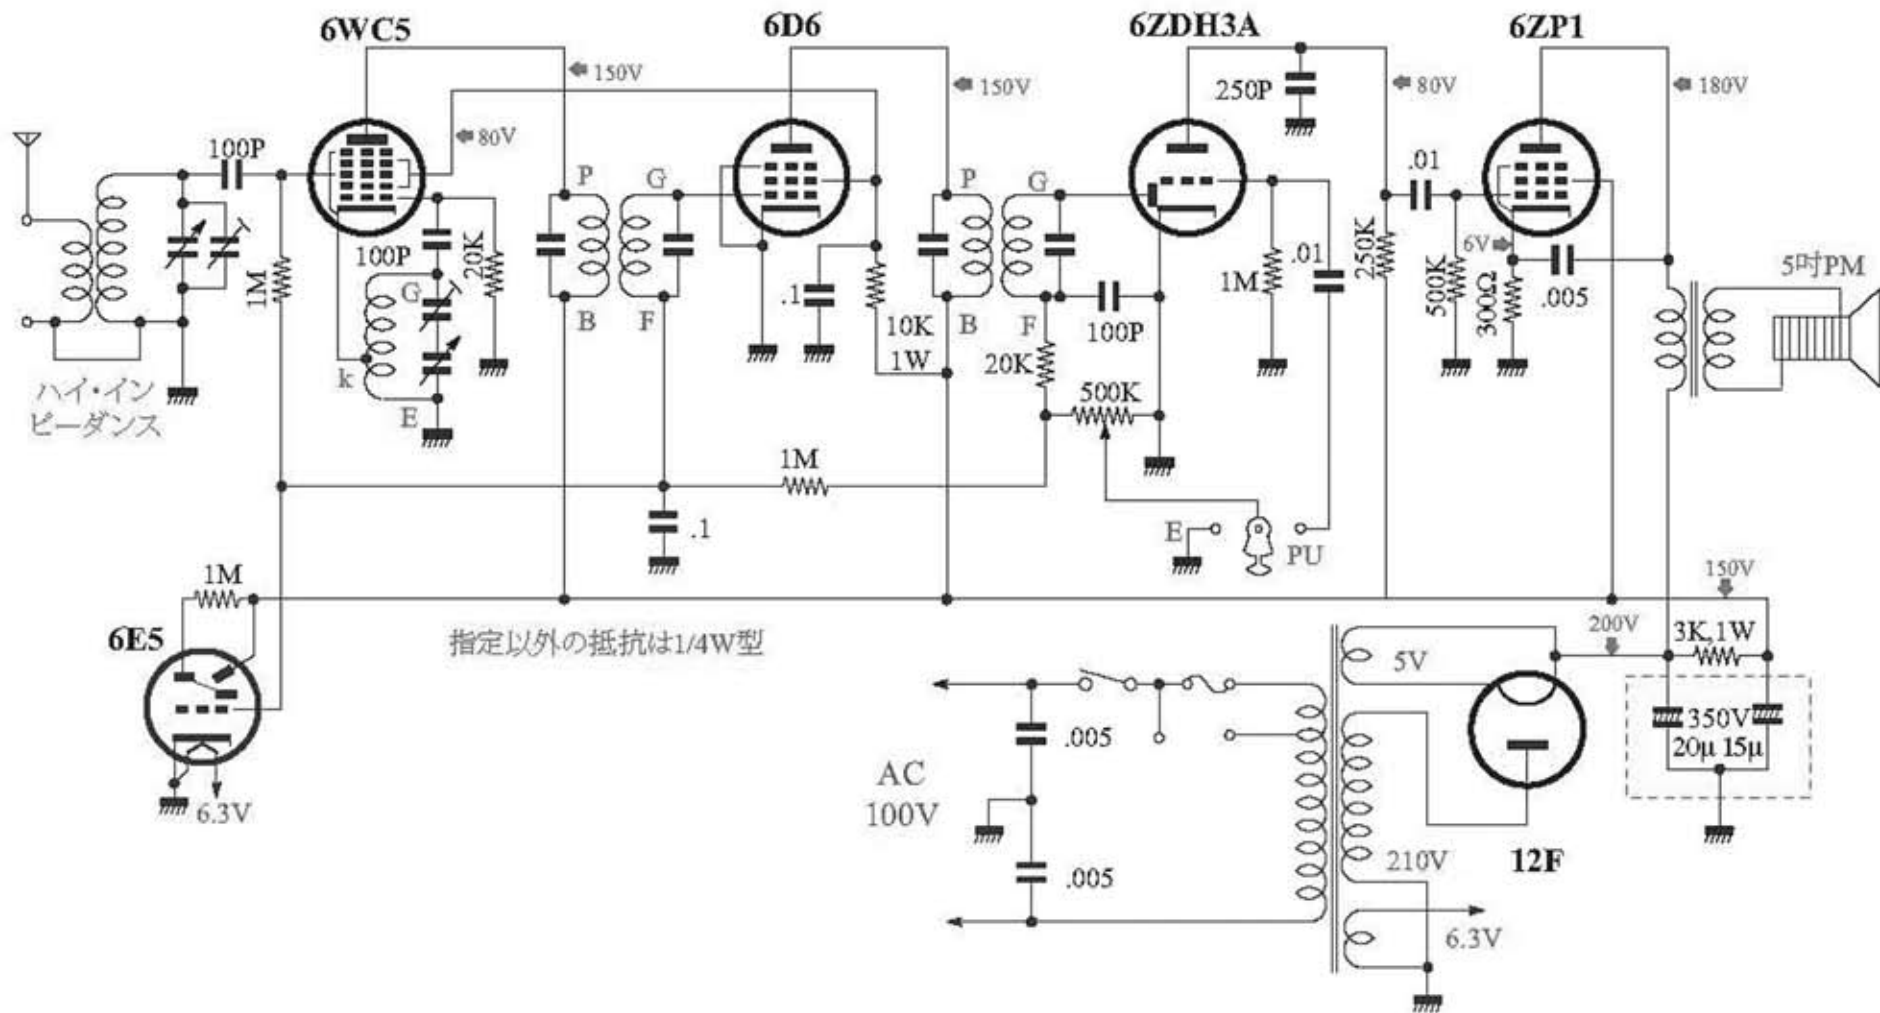 6WC5
6D6
6ZDH3A
6ZP1
150V
150V
250P
80V
180V
100P
80V
.01
P
G
P
G
6V
5吋PM
1M
100P
20K
G
.1
1M
.01
250K
500K
300Ω
.005
B
F
10K
1W
B
F
100P
20K
k
E
500K
ハイ・イン
ピーダンス
1M
.1
E
PU
1M
150V
6E5
指定以外の抵抗は1/4W型
200V
3K,1W
5V
350V
20μ 15μ
.005
AC
100V
6.3V
210V
12F
.005
6.3V